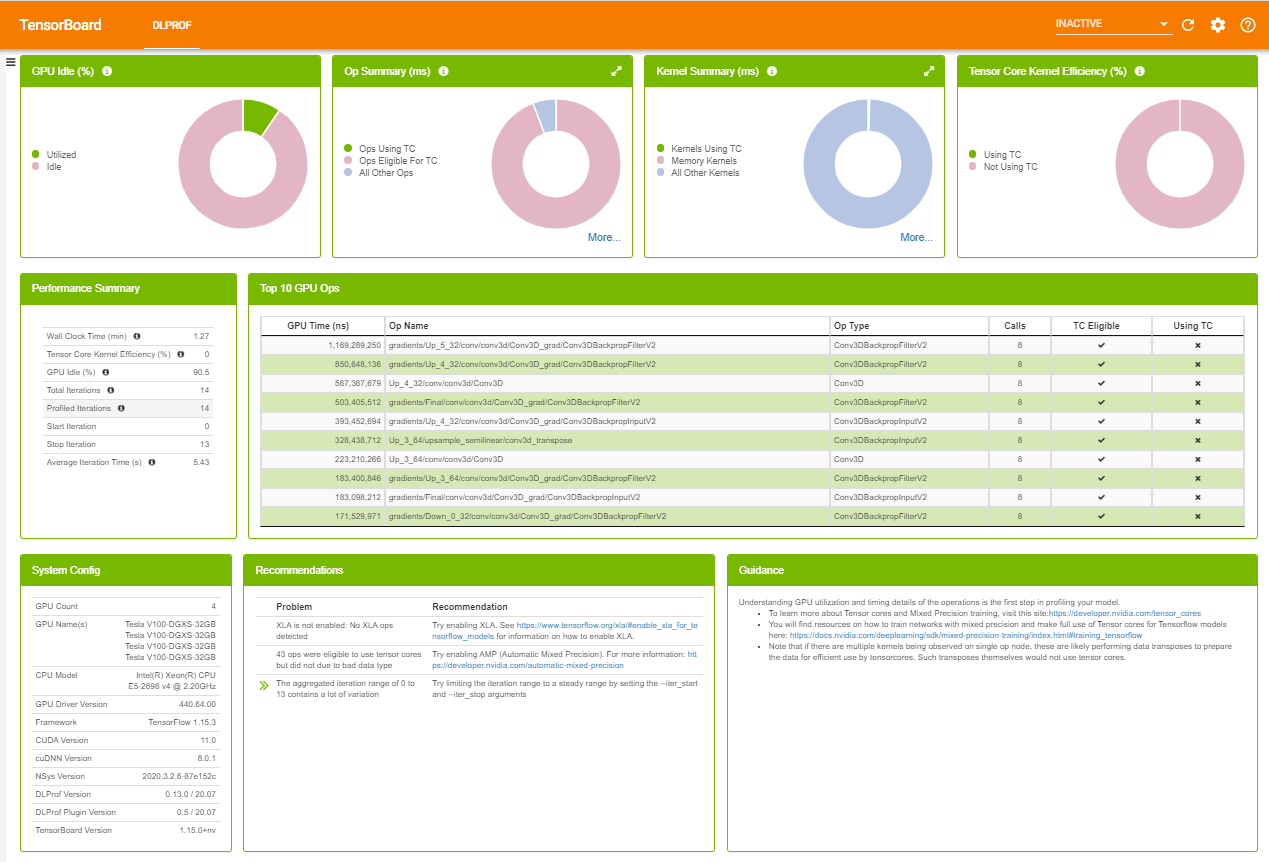 TensorBoard
DLPROF
INACTIVE
GPU Idle (%)
Utilized
Idle
Op Summary (ms)
Ops Using TC
Ops Eligible For TC
All Other Ops
More...
Kernel Summary (ms)
Kernels Using TC
Memory Kernels
All Other Kernels
More...
Tensor Core Kernel Efficiency (%)
Using TC
Not Using TC
Performance Summary
Wall Clock Time (min) 1.27
Tensor Core Kernel Efficiency (%) 0
GPU Idle (%) 90.5
Total Iterations 14
Profiled Iterations 14
Start Iteration 0
Stop Iteration 13
Average Iteration Time (s) 5.43
Top 10 GPU Ops
GPU Time (ns) Op Name Op Type Calls TC Eligible Using TC
1,169,289,250 gradients/Up_5_32/conv/conv3d/Conv3D_grad/Conv3DBackpropFilterV2 Conv3DBackpropFilterV2 8 ✔ ✖
850,648,136 gradients/Up_4_32/conv/conv3d/Conv3D_grad/Conv3DBackpropFilterV2 Conv3DBackpropFilterV2 8 ✔ ✖
567,367,679 Up_4_32/conv/conv3d/Conv3D Conv3D 8 ✔ ✖
503,405,512 gradients/Final/conv/conv3d/Conv3D_grad/Conv3DBackpropFilterV2 Conv3DBackpropFilterV2 8 ✔ ✖
393,452,694 gradients/Up_4_32/conv/conv3d/Conv3D_grad/Conv3DBackpropInputV2 Conv3DBackpropInputV2 8 ✔ ✖
328,438,712 Up_3_64/upsample_semilinear/conv3d_transpose Conv3DBackpropInputV2 8 ✔ ✖
223,210,266 Up_3_64/conv/conv3d/Conv3D Conv3D 8 ✔ ✖
183,400,846 gradients/Up_3_64/conv/conv3d/Conv3D_grad/Conv3DBackpropFilterV2 Conv3DBackpropFilterV2 8 ✔ ✖
183,098,212 gradients/Final/conv/conv3d/Conv3D_grad/Conv3DBackpropInputV2 Conv3DBackpropInputV2 8 ✔ ✖
171,529,971 gradients/Down_0_32/conv/conv3d/Conv3D_grad/Conv3DBackpropFilterV2 Conv3DBackpropFilterV2 8 ✔ ✖
System Config
GPU Count 4
GPU Name(s) Tesla V100-DGXS-32GB
Tesla V100-DGXS-32GB
Tesla V100-DGXS-32GB
Tesla V100-DGXS-32GB
CPU Model Intel(R) Xeon(R) CPU
E5-2698 v4 @ 2.20GHz
GPU Driver Version 440.64.00
Framework TensorFlow 1.15.3
CUDA Version 11.0
cuDNN Version 8.0.1
NSys Version 2020.3.2.6-87e152c
DLProf Version 0.13.0 / 20.07
DLProf Plugin Version 0.5 / 20.07
TensorBoard Version 1.15.0+nv
Recommendations
Problem Recommendation
XLA is not enabled: No XLA ops Try enabling XLA. See https://www.tensorflow.org/xla/#enable_xla_for_te
detected nsorflow_models for information on how to enable XLA.
43 ops were eligible to use tensor cores Try enabling AMP (Automatic Mixed Precision). For more information: htt
but did not due to bad data type ps://developer.nvidia.com/automatic-mixed-precision
The aggregated iteration range of 0 to Try limiting the iteration range to a steady range by setting the --iter_start
13 contains a lot of variation and --iter_stop arguments
Guidance
Understanding GPU utilization and timing details of the operations is the first step in profiling your model.
• To learn more about Tensor cores and Mixed Precision training, visit this site:https://developer.nvidia.com/tensor_cores
• You will find resources on how to train networks with mixed precision and make full use of Tensor cores for Tensorflow models
here: https://docs.nvidia.com/deeplearning/sdk/mixed-precision-training/index.html#training_tensorflow
• Note that if there are multiple kernels being observed on single op node, these are likely performing data transposes to prepare
the data for efficient use by tensorcores. Such transposes themselves would not use tensor cores.